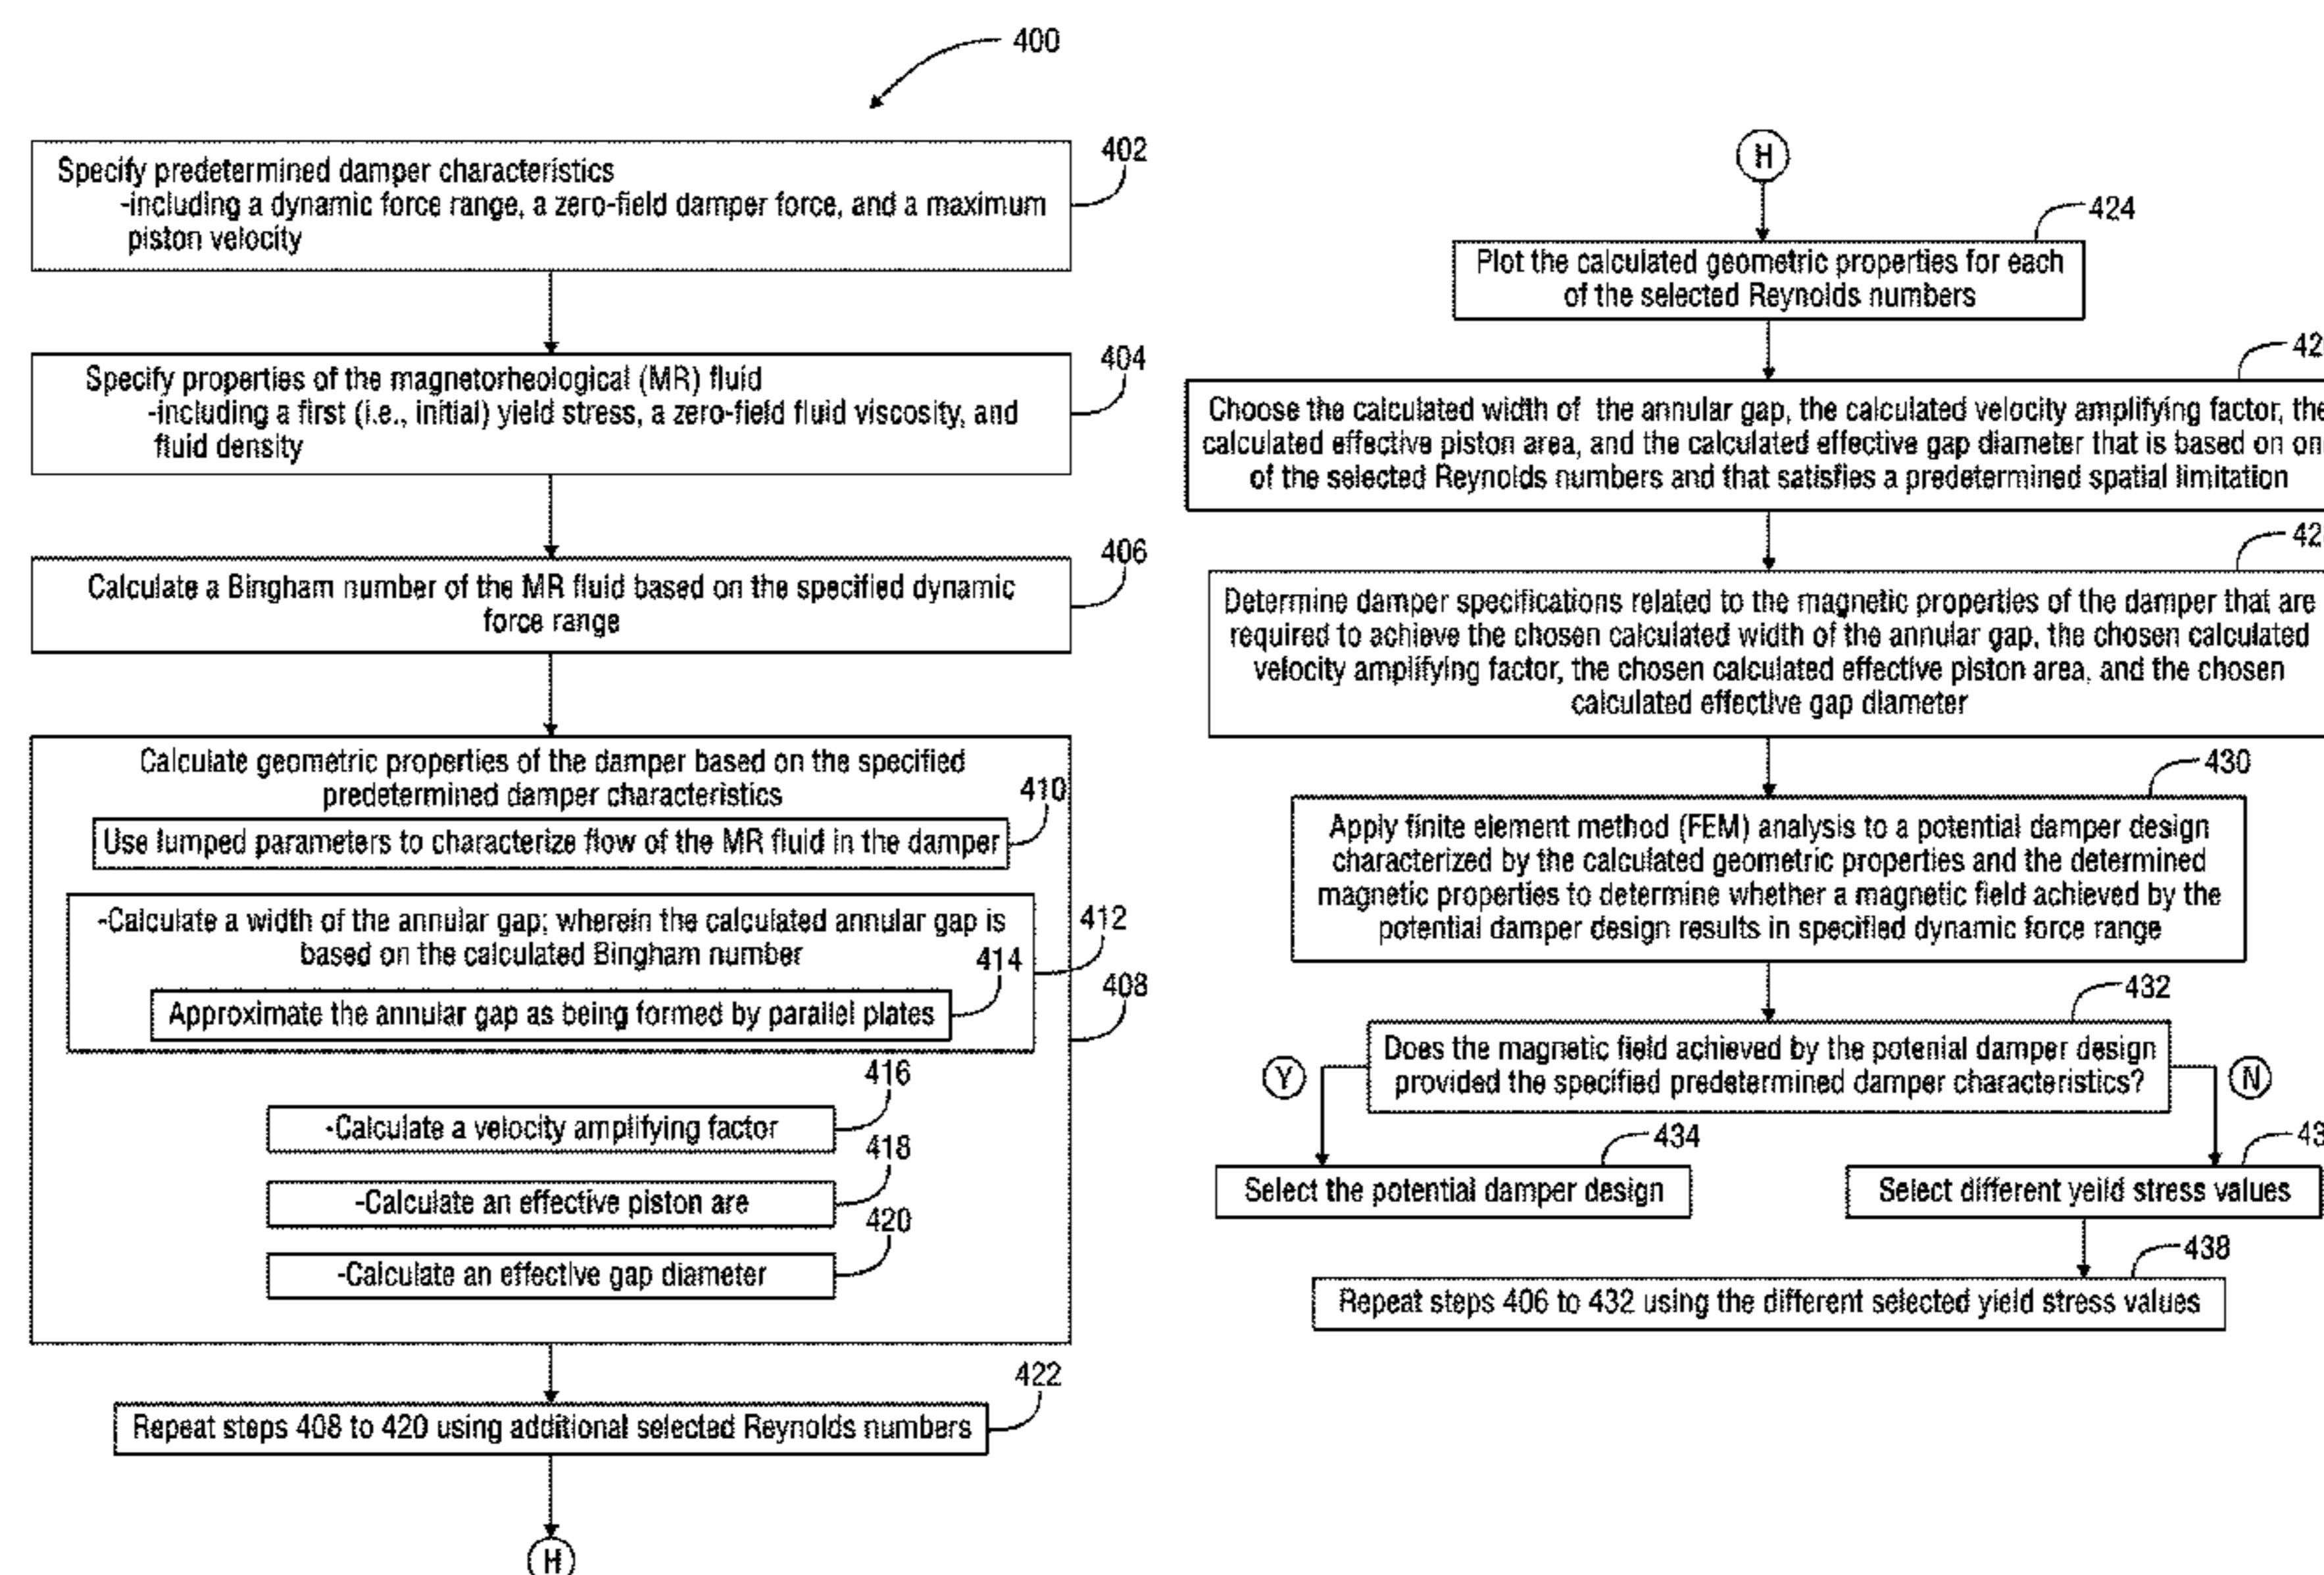 400
402
Specify predetermined damper characteristics
-including a dynamic force range, a zero-field damper force, and a maximum
piston velocity
404
Specify properties of the magnetorheological (MR) fluid
-including a first (i.e., initial) yield stress, a zero-field fluid viscosity, and
fluid density
406
Calculate a Bingham number of the MR fluid based on the specified dynamic
force range
Calculate geometric properties of the damper based on the specified
predetermined damper characteristics
410
Use lumped parameters to characterize flow of the MR fluid in the damper
-Calculate a width of the annular gap; wherein the calculated annular gap is
based on the calculated Bingham number
412
414
408
Approximate the annular gap as being formed by parallel plates
416
-Calculate a velocity amplifying factor
418
-Calculate an effective piston are
420
-Calculate an effective gap diameter
422
Repeat steps 408 to 420 using additional selected Reynolds numbers
H
H
424
Plot the calculated geometric properties for each
of the selected Reynolds numbers
42
Choose the calculated width of the annular gap, the calculated velocity amplifying factor, the
calculated effective piston area, and the calculated effective gap diameter that is based on on
of the selected Reynolds numbers and that satisfies a predetermined spatial limitation
42
Determine damper specifications related to the magnetic properties of the damper that are
required to achieve the chosen calculated width of the annular gap, the chosen calculated
velocity amplifying factor, the chosen calculated effective piston area, and the chosen
calculated effective gap diameter
430
Apply finite element method (FEM) analysis to a potential damper design
characterized by the calculated geometric properties and the determined
magnetic properties to determine whether a magnetic field achieved by the
potential damper design results in specified dynamic force range
432
Does the magnetic field achieved by the potenial damper design
provided the specified predetermined damper characteristics?
Y
N
434
Select the potential damper design
43
Select different yeild stress values
438
Repeat steps 406 to 432 using the different selected yield stress values